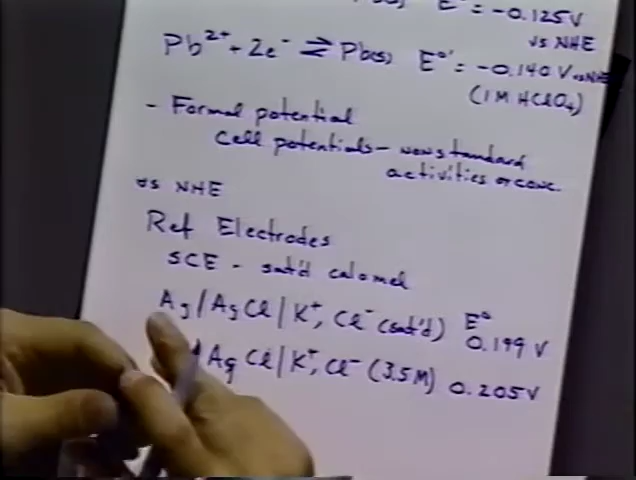 E° = -0.125V
vs NHE
Pb²⁺ + 2e⁻ ⇌ Pb(s) E°' = -0.140 V vs NHE
(1M HClO₄)
- Formal potential
Cell potentials - nonstandard
activities or conc.
vs NHE
Ref Electrodes
SCE - sat'd calomel
Ag/AgCl/K⁺, Cl⁻ (sat'd) E° 0.199 V
AgCl/K⁺, Cl⁻ (3.5M) 0.205V